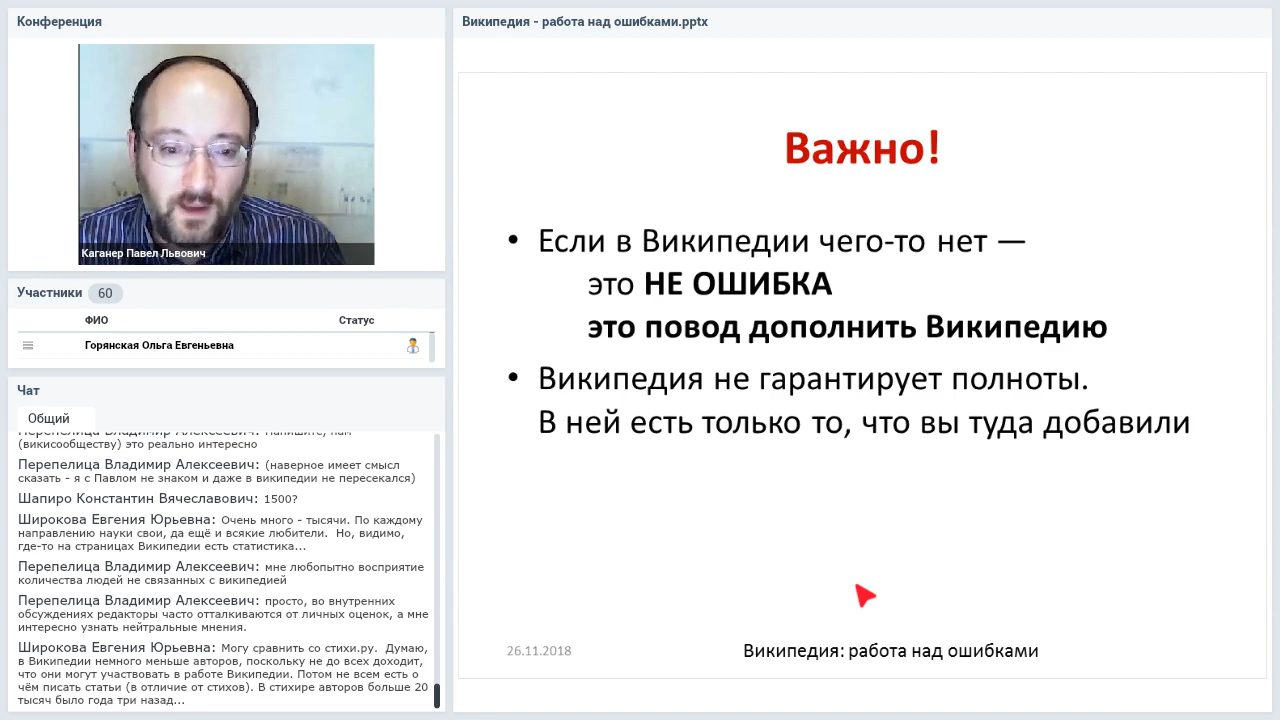 Конференция
Каганер Павел Львович
Участники 60
ФИО Статус
Горянская Ольга Евгеньевна
Чат
Общий
Перепелица Владимир Алексеевич: Напишите, нам
(викисообществу) это реально интересно
Перепелица Владимир Алексеевич: (наверное имеет смысл
сказать - я с Павлом не знаком и даже в википедии не пересекался)
Шапиро Константин Вячеславович: 1500?
Широкова Евгения Юрьевна: Очень много - тысячи. По каждому
направлению науки свои, да ещё и всякие любители. Но, видимо,
где-то на страницах Википедии есть статистика...
Перепелица Владимир Алексеевич: мне любопытно восприятие
количества людей не связанных с википедией
Перепелица Владимир Алексеевич: просто, во внутренних
обсуждениях редакторы часто отталкиваются от личных оценок, а мне
интересно узнать нейтральные мнения.
Широкова Евгения Юрьевна: Могу сравнить со стихи.ру. Думаю,
в Википедии немного меньше авторов, поскольку не до всех доходит,
что они могут участвовать в работе Википедии. Потом не всем есть о
чём писать статьи (в отличие от стихов). В стихире авторов больше 20
тысяч было года три назад...
Википедия - работа над ошибками.pptx
Важно!
• Если в Википедии чего-то нет —
это НЕ ОШИБКА
это повод дополнить Википедию
• Википедия не гарантирует полноты.
В ней есть только то, что вы туда добавили
26.11.2018
Википедия: работа над ошибками